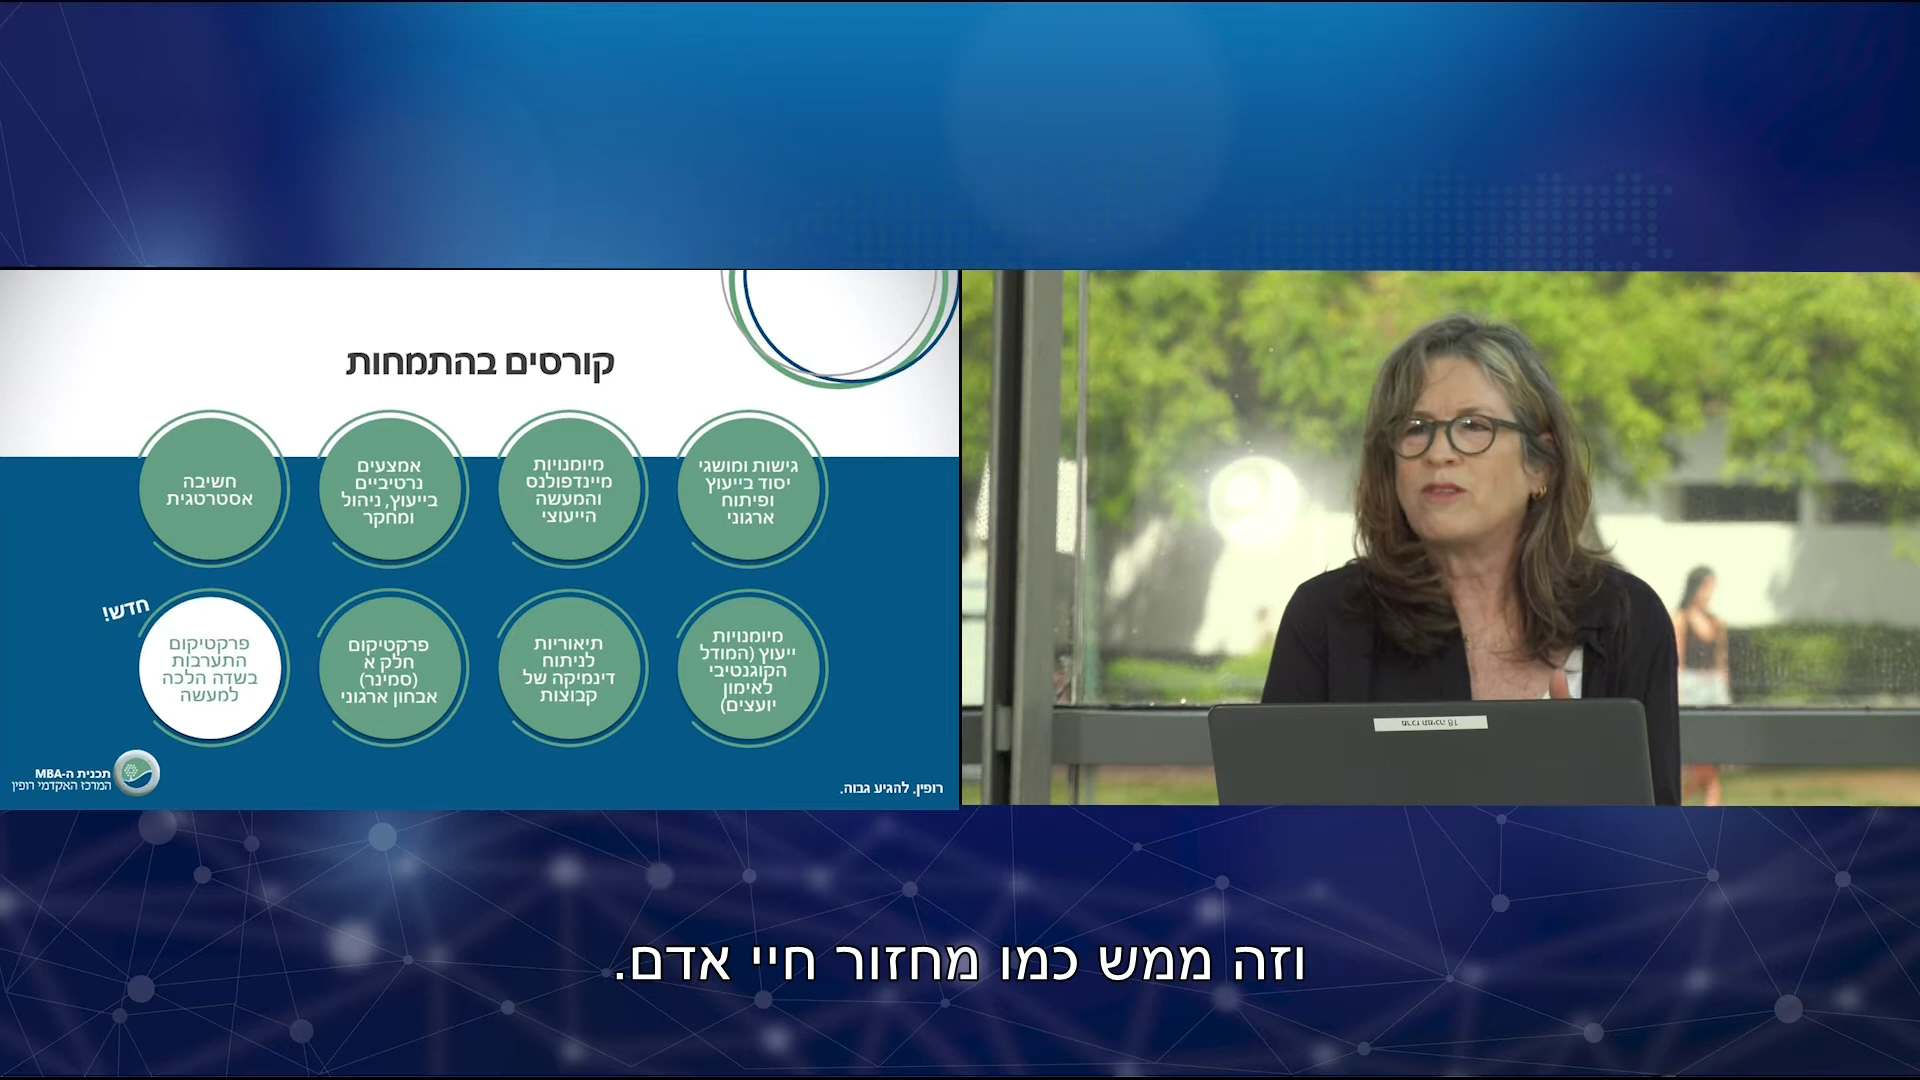 קורסים בהתמחות
גישות ומושגי
יסוד בייעוץ
ופיתוח
ארגוני
מיומנויות
מיינדפולנס
והמעשה
הייעוצי
אמצעים
נרטיביים
בייעוץ, ניהול
ומחקר
חשיבה
אסטרטגית
מיומנויות
ייעוץ (המודל
הקוגנטיבי
לאימון
יועצים)
תיאוריות
לניתוח
דינמיקה של
קבוצות
פרקטיקום
חלק א
(סמינר)
אבחון ארגוני
חדש!
פרקטיקום
התערבות
בשדה הלכה
למעשה
רופין. להגיע גבוה.
תכנית ה-MBA
המרכז האקדמי רופין
וזה ממש כמו מחזור חיי אדם.